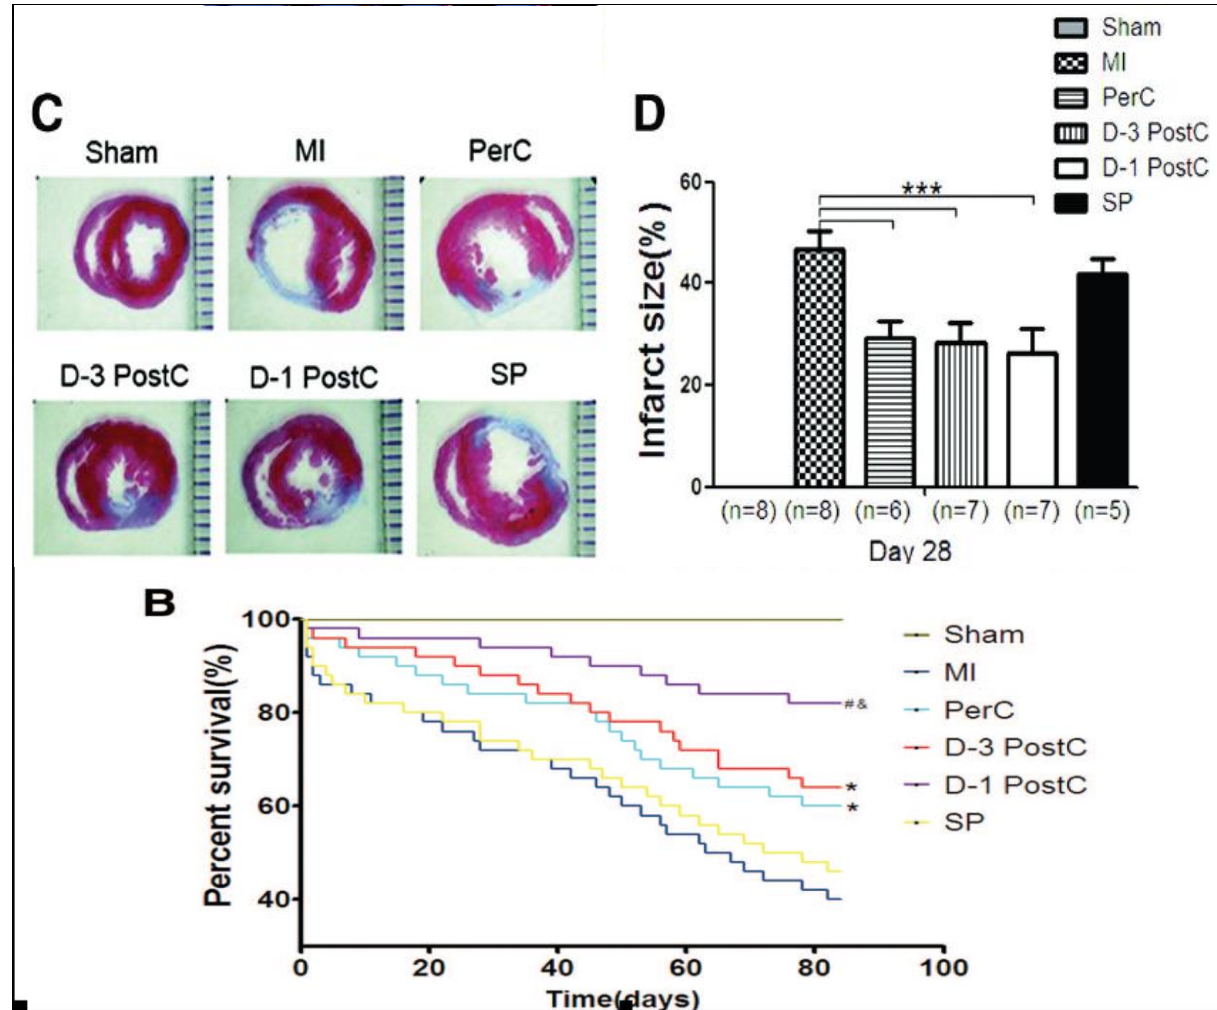 C
Sham MI PerC
D-3 PostC D-1 PostC SP
D
Sham
MI
PerC
D-3 PostC
D-1 PostC
SP
Infarct size(%)
60
40
20
0
***
(n=8) (n=8) (n=6) (n=7) (n=7) (n=5)
Day 28
B
Percent survival(%)
100
80
60
40
0 20 40 60 80 100
Time(days)
#&
*
*
Sham
MI
PerC
D-3 PostC
D-1 PostC
SP